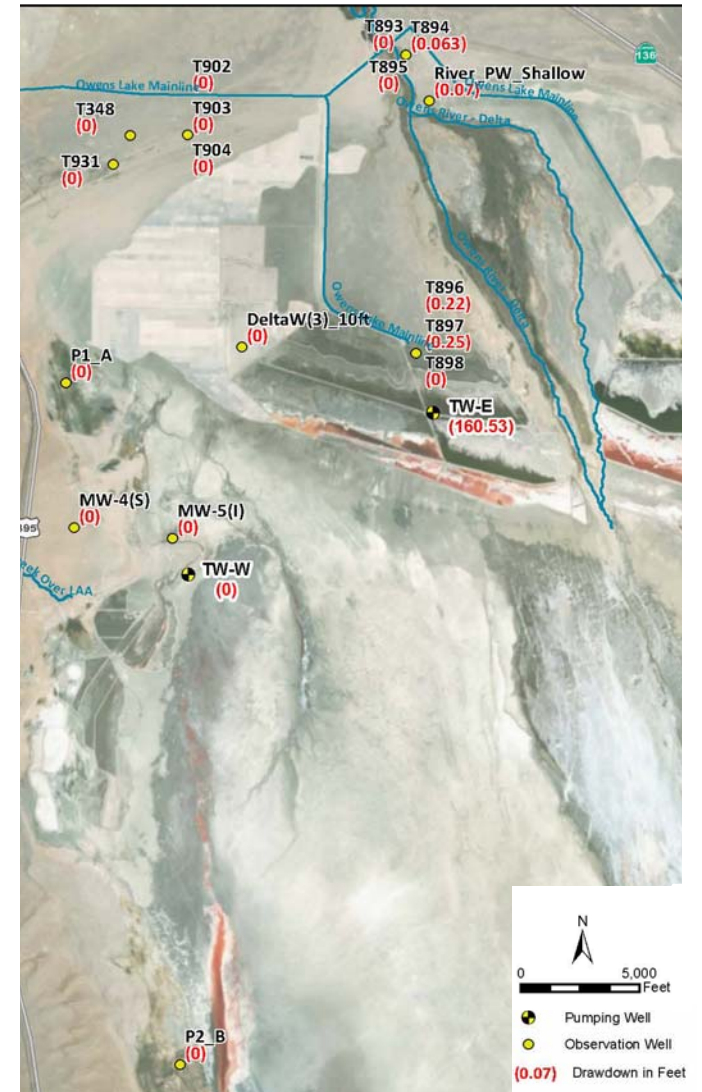 T893
(0)
T894
(0.063)
T895
(0)
136
River_PW_Shallow
(0.07)
Owens Lake Mainline
Owens River - Delta
T902
(0)
Owens Lake Mainline
T348
(0)
T903
(0)
T904
(0)
T931
(0)
Owens River - Delta
T896
(0.22)
Owens Lake Mainline
T897
(0.25)
T898
(0)
DeltaW(3)_10ft
(0)
P1_A
(0)
TW-E
(160.53)
MW-4(S)
(0)
MW-5(I)
(0)
395
TW-W
(0)
eek Over LAA
P2_B
(0)
N
0 5,000
Feet
Pumping Well
Observation Well
(0.07) Drawdown in Feet